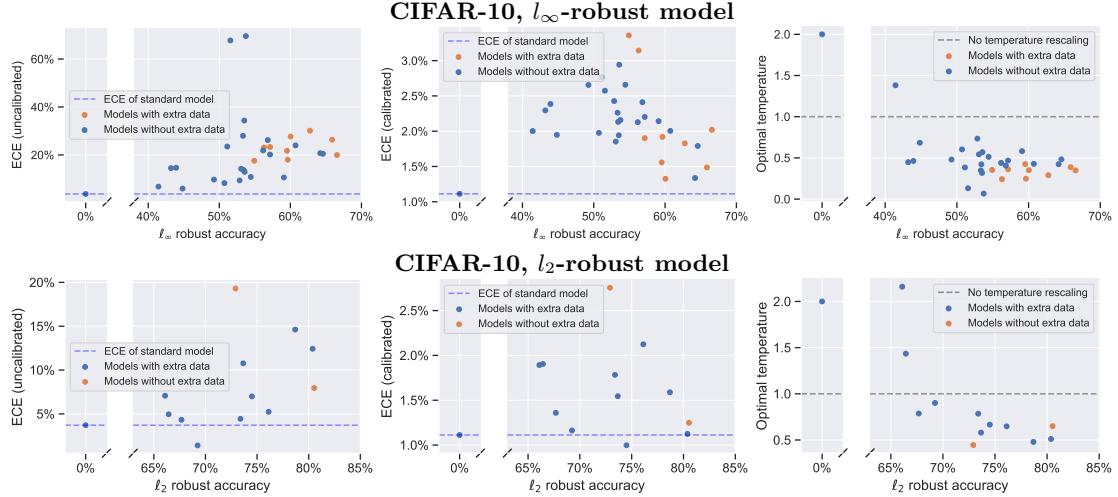 CIFAR-10, l∞-robust model
ECE (uncalibrated)
60%
40%
20%
ECE of standard model
Models with extra data
Models without extra data
0%
40%
50%
60%
70%
ℓ∞ robust accuracy
ECE (calibrated)
3.0%
2.5%
2.0%
1.5%
1.0%
ECE of standard model
Models with extra data
Models without extra data
0%
40%
50%
60%
70%
ℓ∞ robust accuracy
Optimal temperature
2.0
1.5
1.0
0.5
0.0
No temperature rescaling
Models with extra data
Models without extra data
0%
40%
50%
60%
70%
ℓ∞ robust accuracy
CIFAR-10, l2-robust model
ECE (uncalibrated)
20%
15%
10%
5%
ECE of standard model
Models with extra data
Models without extra data
0%
65%
70%
75%
80%
85%
ℓ2 robust accuracy
ECE (calibrated)
2.5%
2.0%
1.5%
1.0%
ECE of standard model
Models with extra data
Models without extra data
0%
65%
70%
75%
80%
85%
ℓ2 robust accuracy
Optimal temperature
2.0
1.5
1.0
0.5
No temperature rescaling
Models with extra data
Models without extra data
0%
65%
70%
75%
80%
85%
ℓ2 robust accuracy